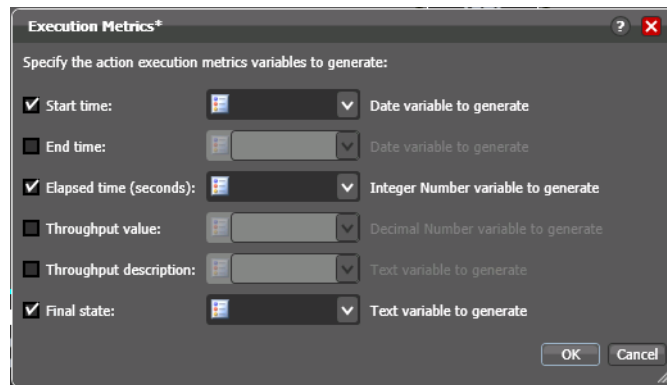 Execution Metrics*
?
Specify the action execution metrics variables to generate:
Start time: Date variable to generate
End time: Date variable to generate
Elapsed time (seconds): Integer Number variable to generate
Throughput value: Decimal Number variable to generate
Throughput description: Text variable to generate
Final state: Text variable to generate
OK Cancel